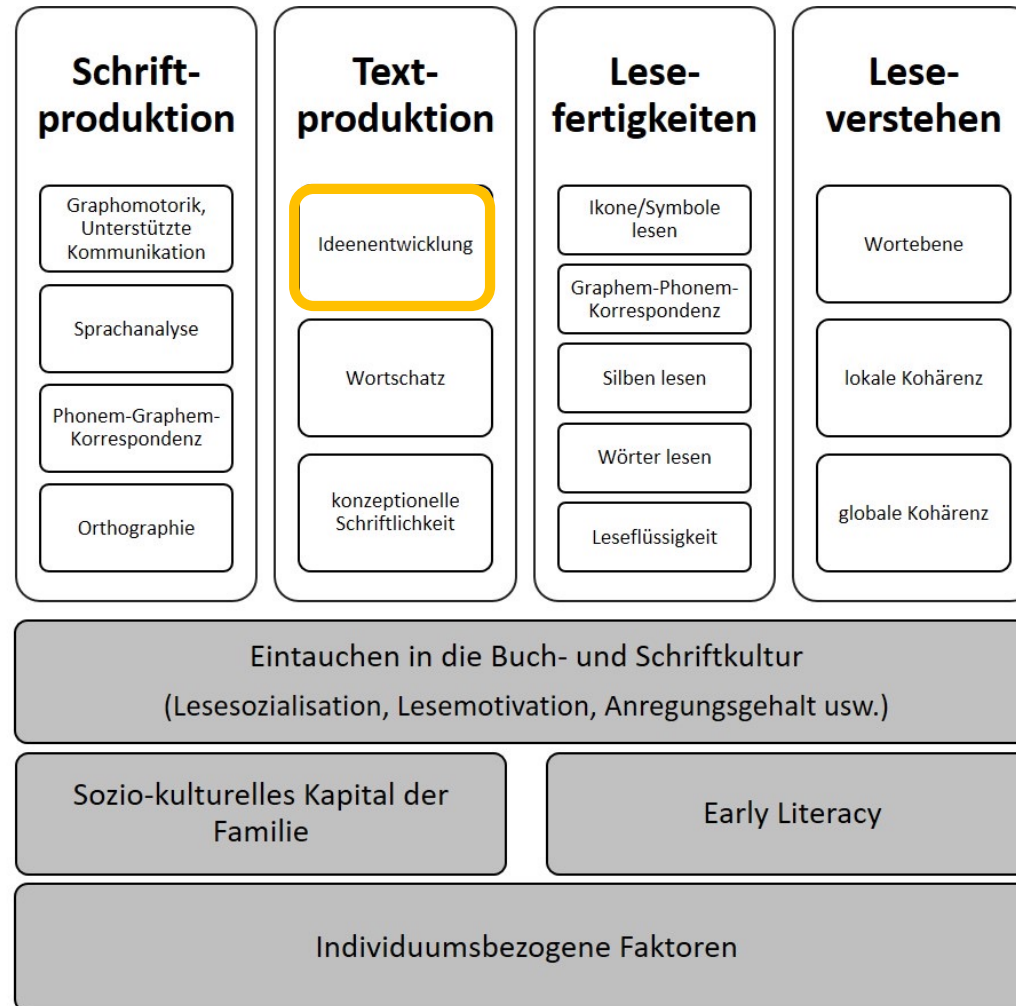 Schrift-
produktion
Graphomotorik,
Unterstützte
Kommunikation
Sprachanalyse
Phonem-Graphem-
Korrespondenz
Orthographie
Text-
produktion
Ideenentwicklung
Wortschatz
konzeptionelle
Schriftlichkeit
Lese-
fertigkeiten
Ikone/Symbole
lesen
Graphem-Phonem-
Korrespondenz
Silben lesen
Wörter lesen
Leseflüssigkeit
Lese-
verstehen
Wortebene
lokale Kohärenz
globale Kohärenz
Eintauchen in die Buch- und Schriftkultur
(Lesesozialisation, Lesemotivation, Anregungsgehalt usw.)
Sozio-kulturelles Kapital der
Familie
Early Literacy
Individuumsbezogene Faktoren